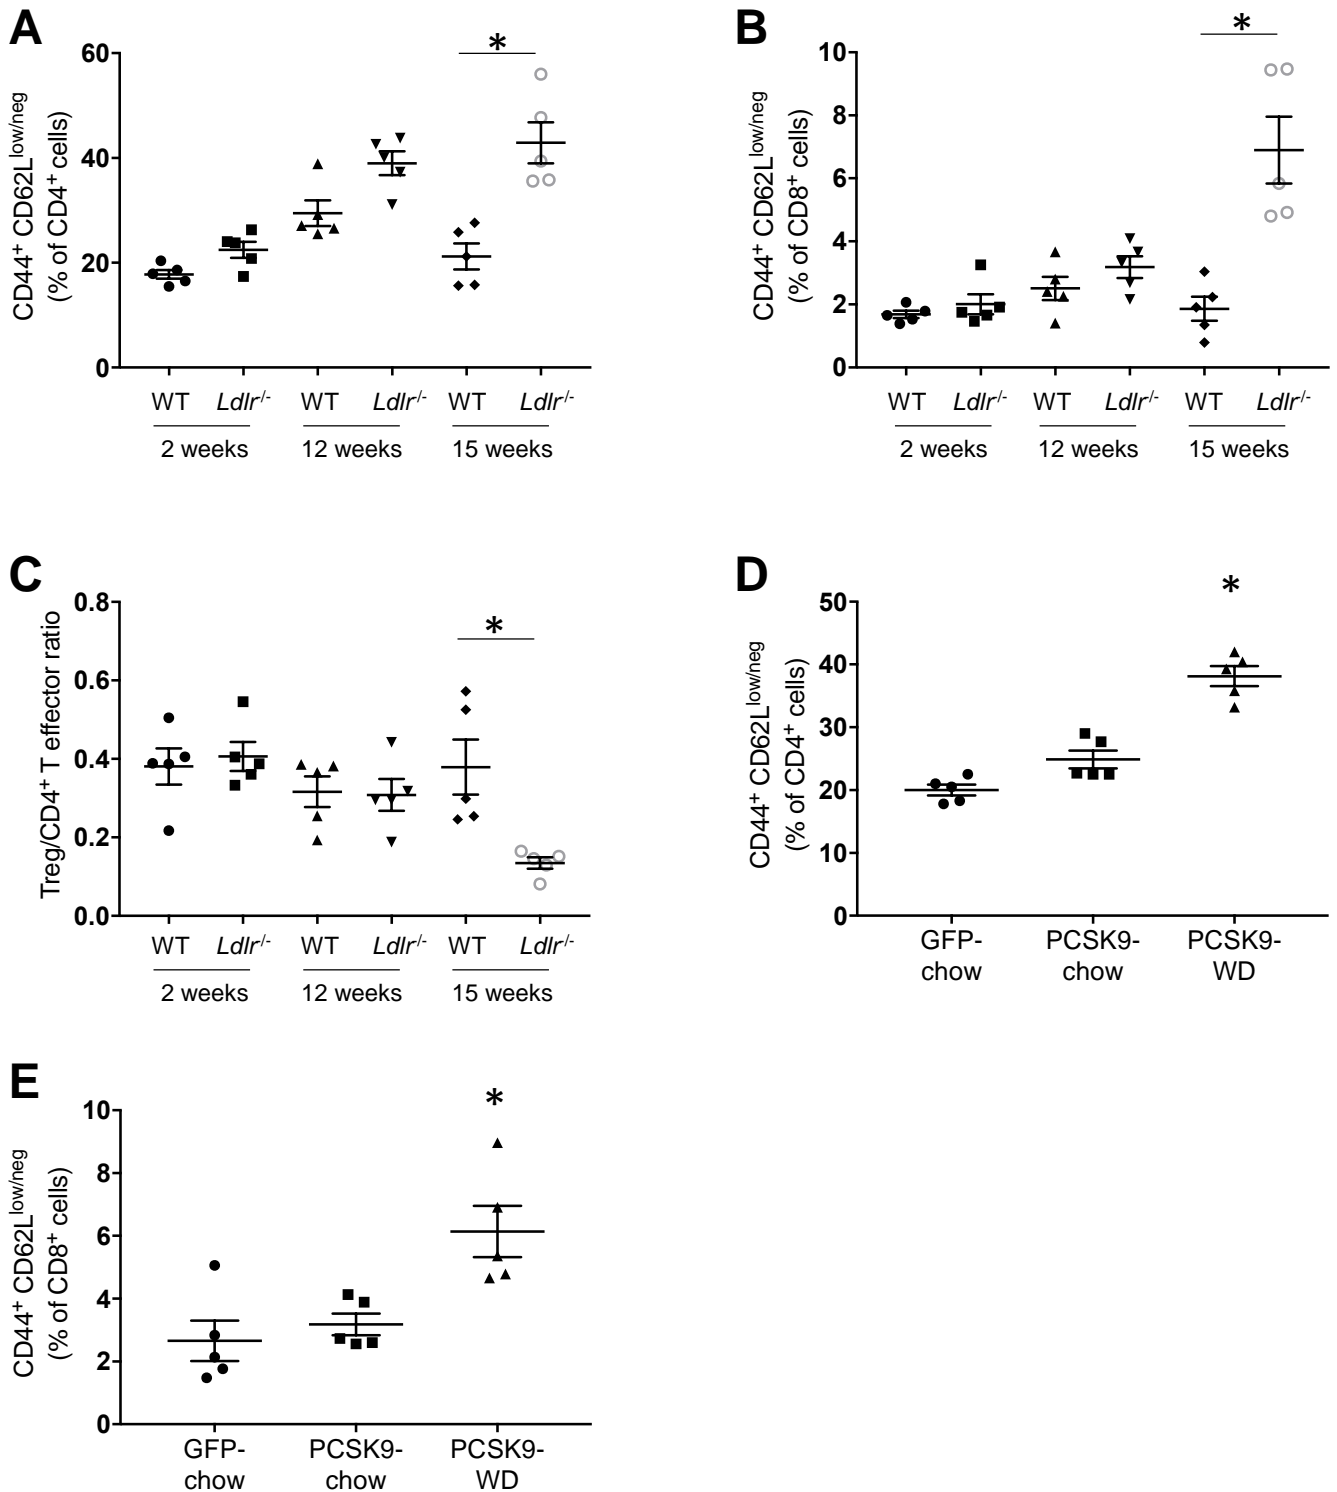 A
CD44⁺ CD62Llow/neg
(% of CD4⁺ cells)
60
40
20
0
*
WT Ldlr-/- WT Ldlr-/- WT Ldlr-/-
2 weeks 12 weeks 15 weeks
B
CD44⁺ CD62Llow/neg
(% of CD8⁺ cells)
10
8
6
4
2
0
*
WT Ldlr-/- WT Ldlr-/- WT Ldlr-/-
2 weeks 12 weeks 15 weeks
C
Treg/CD4⁺ T effector ratio
0.8
0.6
0.4
0.2
0.0
*
WT Ldlr-/- WT Ldlr-/- WT Ldlr-/-
2 weeks 12 weeks 15 weeks
D
CD44⁺ CD62Llow/neg
(% of CD4⁺ cells)
50
40
30
20
10
0
*
GFP- PCSK9- PCSK9-
chow chow WD
E
CD44⁺ CD62Llow/neg
(% of CD8⁺ cells)
10
8
6
4
2
0
*
GFP- PCSK9- PCSK9-
chow chow WD